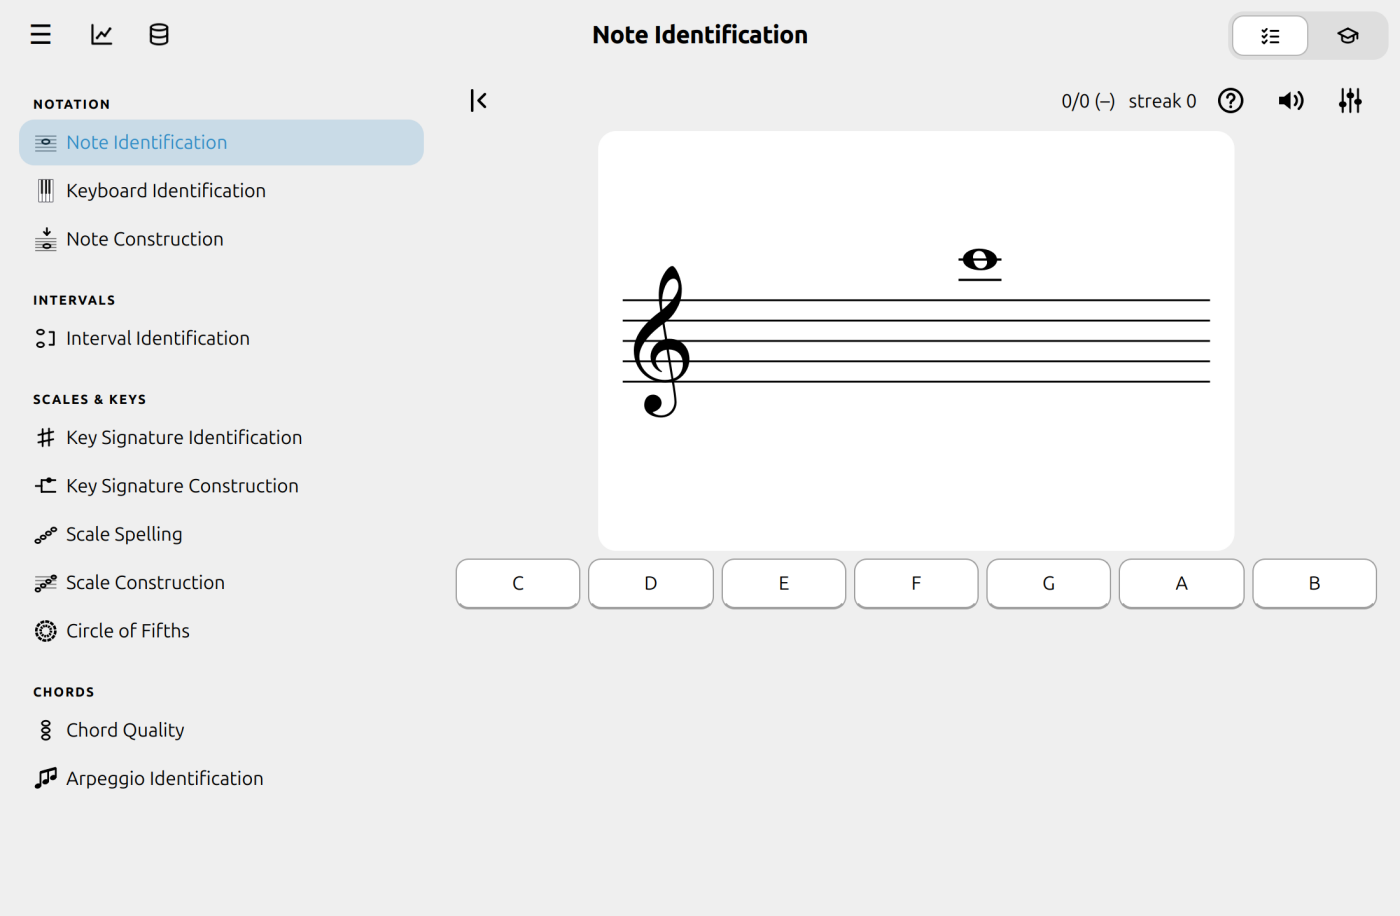 Note Identification
NOTATION
Note Identification
Keyboard Identification
Note Construction
INTERVALS
Interval Identification
SCALES & KEYS
Key Signature Identification
Key Signature Construction
Scale Spelling
Scale Construction
Circle of Fifths
CHORDS
Chord Quality
Arpeggio Identification
0/0 (–) streak 0
C D E F G A B